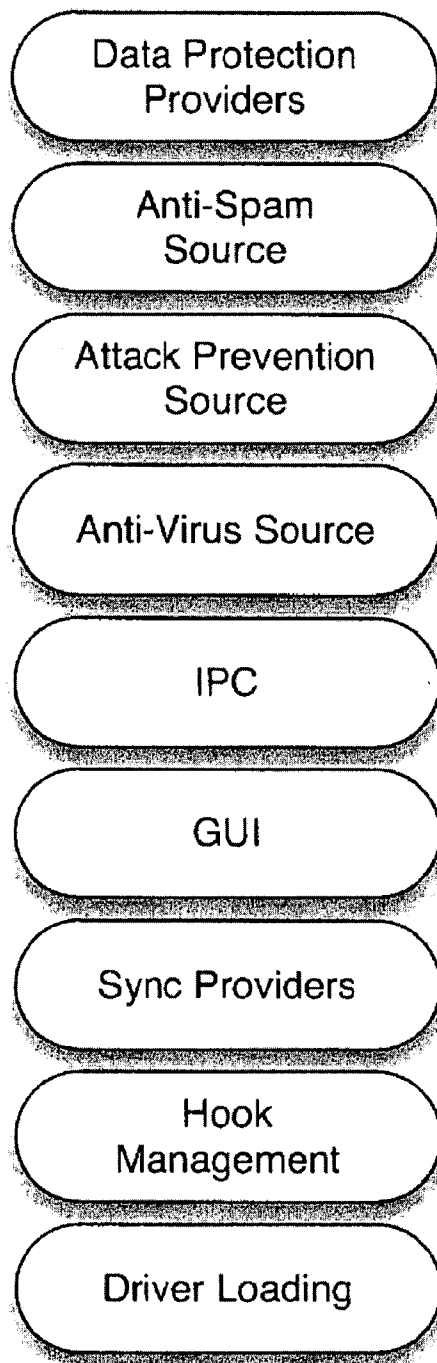 Data Protection
Providers
Anti-Spam
Source
Attack Prevention
Source
Anti-Virus Source
IPC
GUI
Sync Providers
Hook
Management
Driver Loading